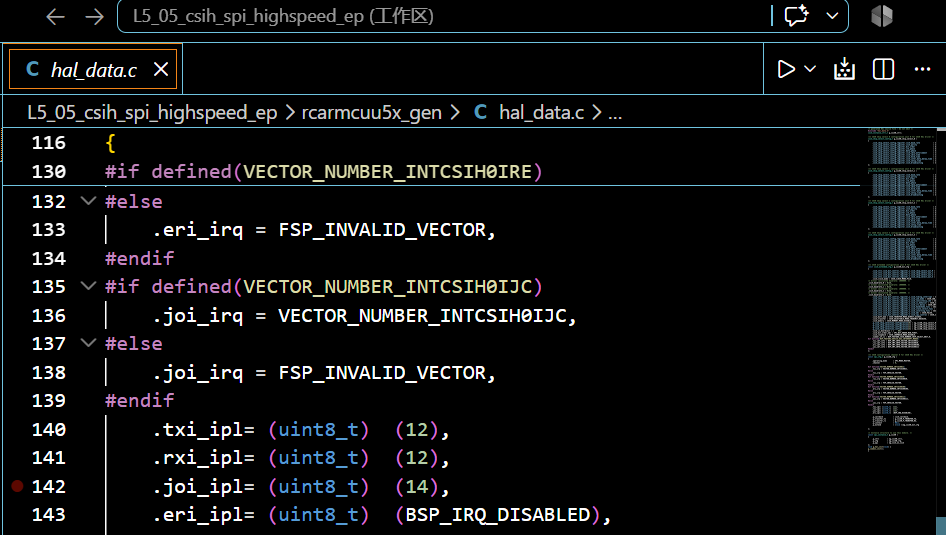 L5_05_csih_spi_highspeed_ep (工作区)
C hal_data.c
L5_05_csih_spi_highspeed_ep > rcarmcuu5x_gen > C hal_data.c > ...
116 {
130 #if defined(VECTOR_NUMBER_INTCSIH0IRE)
132 #else
133 .eri_irq = FSP_INVALID_VECTOR,
134 #endif
135 #if defined(VECTOR_NUMBER_INTCSIH0IJC)
136 .joi_irq = VECTOR_NUMBER_INTCSIH0IJC,
137 #else
138 .joi_irq = FSP_INVALID_VECTOR,
139 #endif
140 .txi_ipl= (uint8_t) (12),
141 .rxi_ipl= (uint8_t) (12),
142 .joi_ipl= (uint8_t) (14),
143 .eri_ipl= (uint8_t) (BSP_IRQ_DISABLED),